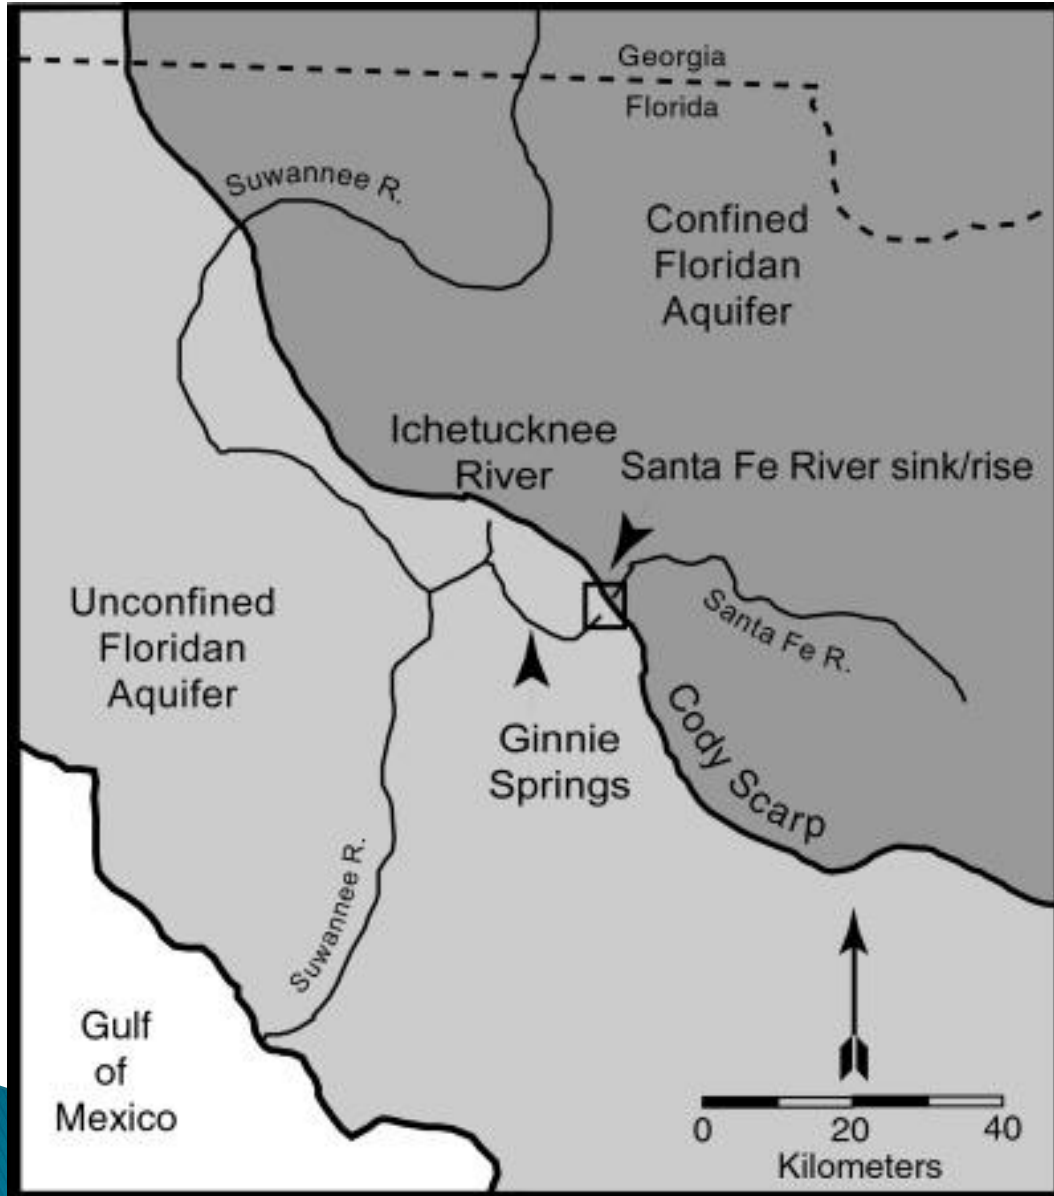 Georgia
Florida
Suwannee R.
Confined
Floridan
Aquifer
Ichetucknee
River
Santa Fe River sink/rise
Unconfined
Floridan
Aquifer
Santa Fe R.
Ginnie
Springs
Cody Scarp
Suwannee R.
Gulf
of
Mexico
0 20 40
Kilometers